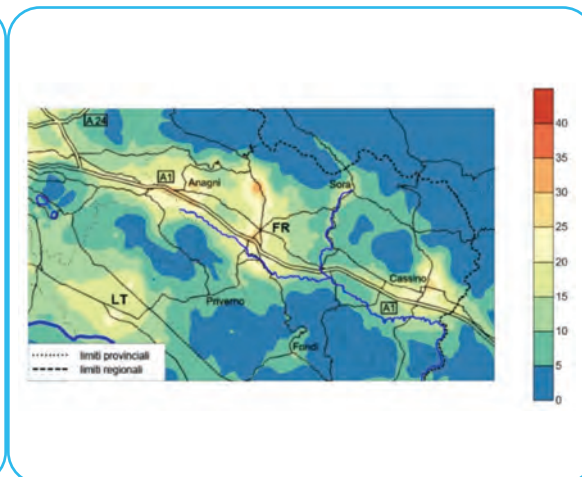 A.24
A1
Anagni
Sora
FR
Cassino
LT
Priverno
A1
Fondi
limiti provinciali
limiti regionali
40
35
30
25
20
15
10
5
0